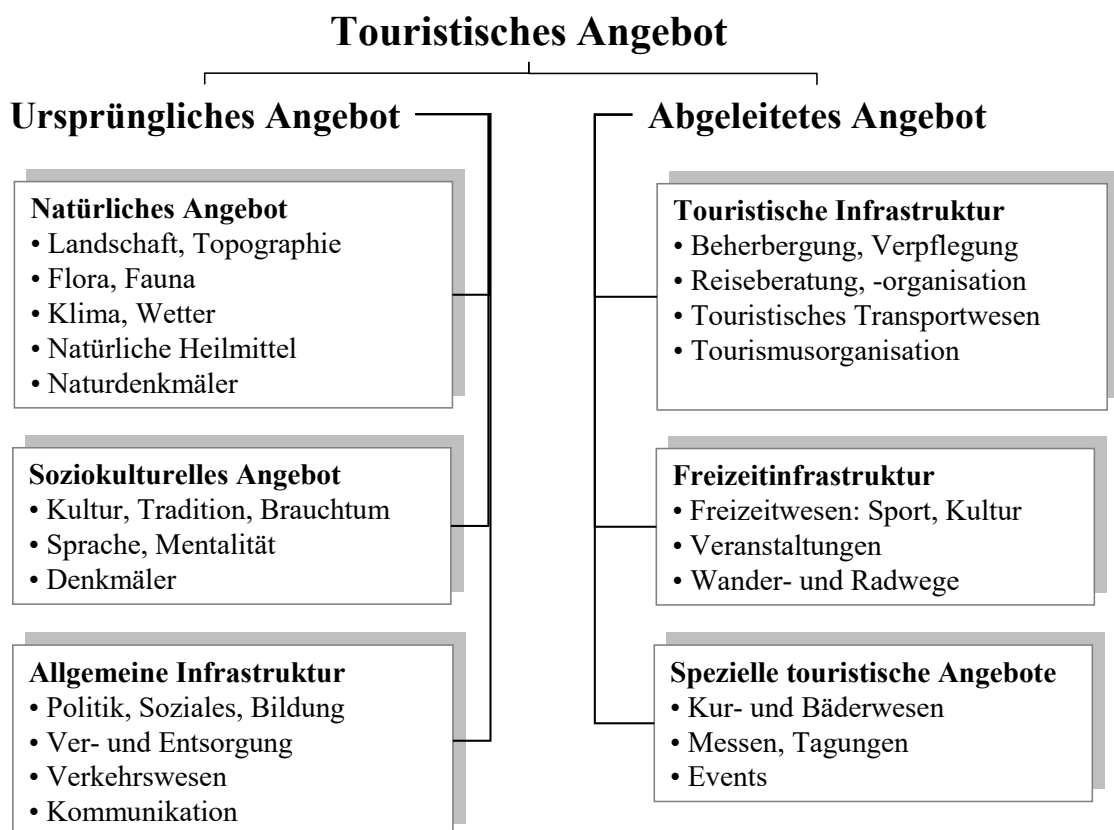 Touristisches Angebot
Ursprüngliches Angebot
Natürliches Angebot
• Landschaft, Topographie
• Flora, Fauna
• Klima, Wetter
• Natürliche Heilmittel
• Naturdenkmäler
Soziokulturelles Angebot
• Kultur, Tradition, Brauchtum
• Sprache, Mentalität
• Denkmäler
Allgemeine Infrastruktur
• Politik, Soziales, Bildung
• Ver- und Entsorgung
• Verkehrswesen
• Kommunikation
Abgeleitetes Angebot
Touristische Infrastruktur
• Beherbergung, Verpflegung
• Reiseberatung, -organisation
• Touristisches Transportwesen
• Tourismusorganisation
Freizeitinfrastruktur
• Freizeitwesen: Sport, Kultur
• Veranstaltungen
• Wander- und Radwege
Spezielle touristische Angebote
• Kur- und Bäderwesen
• Messen, Tagungen
• Events